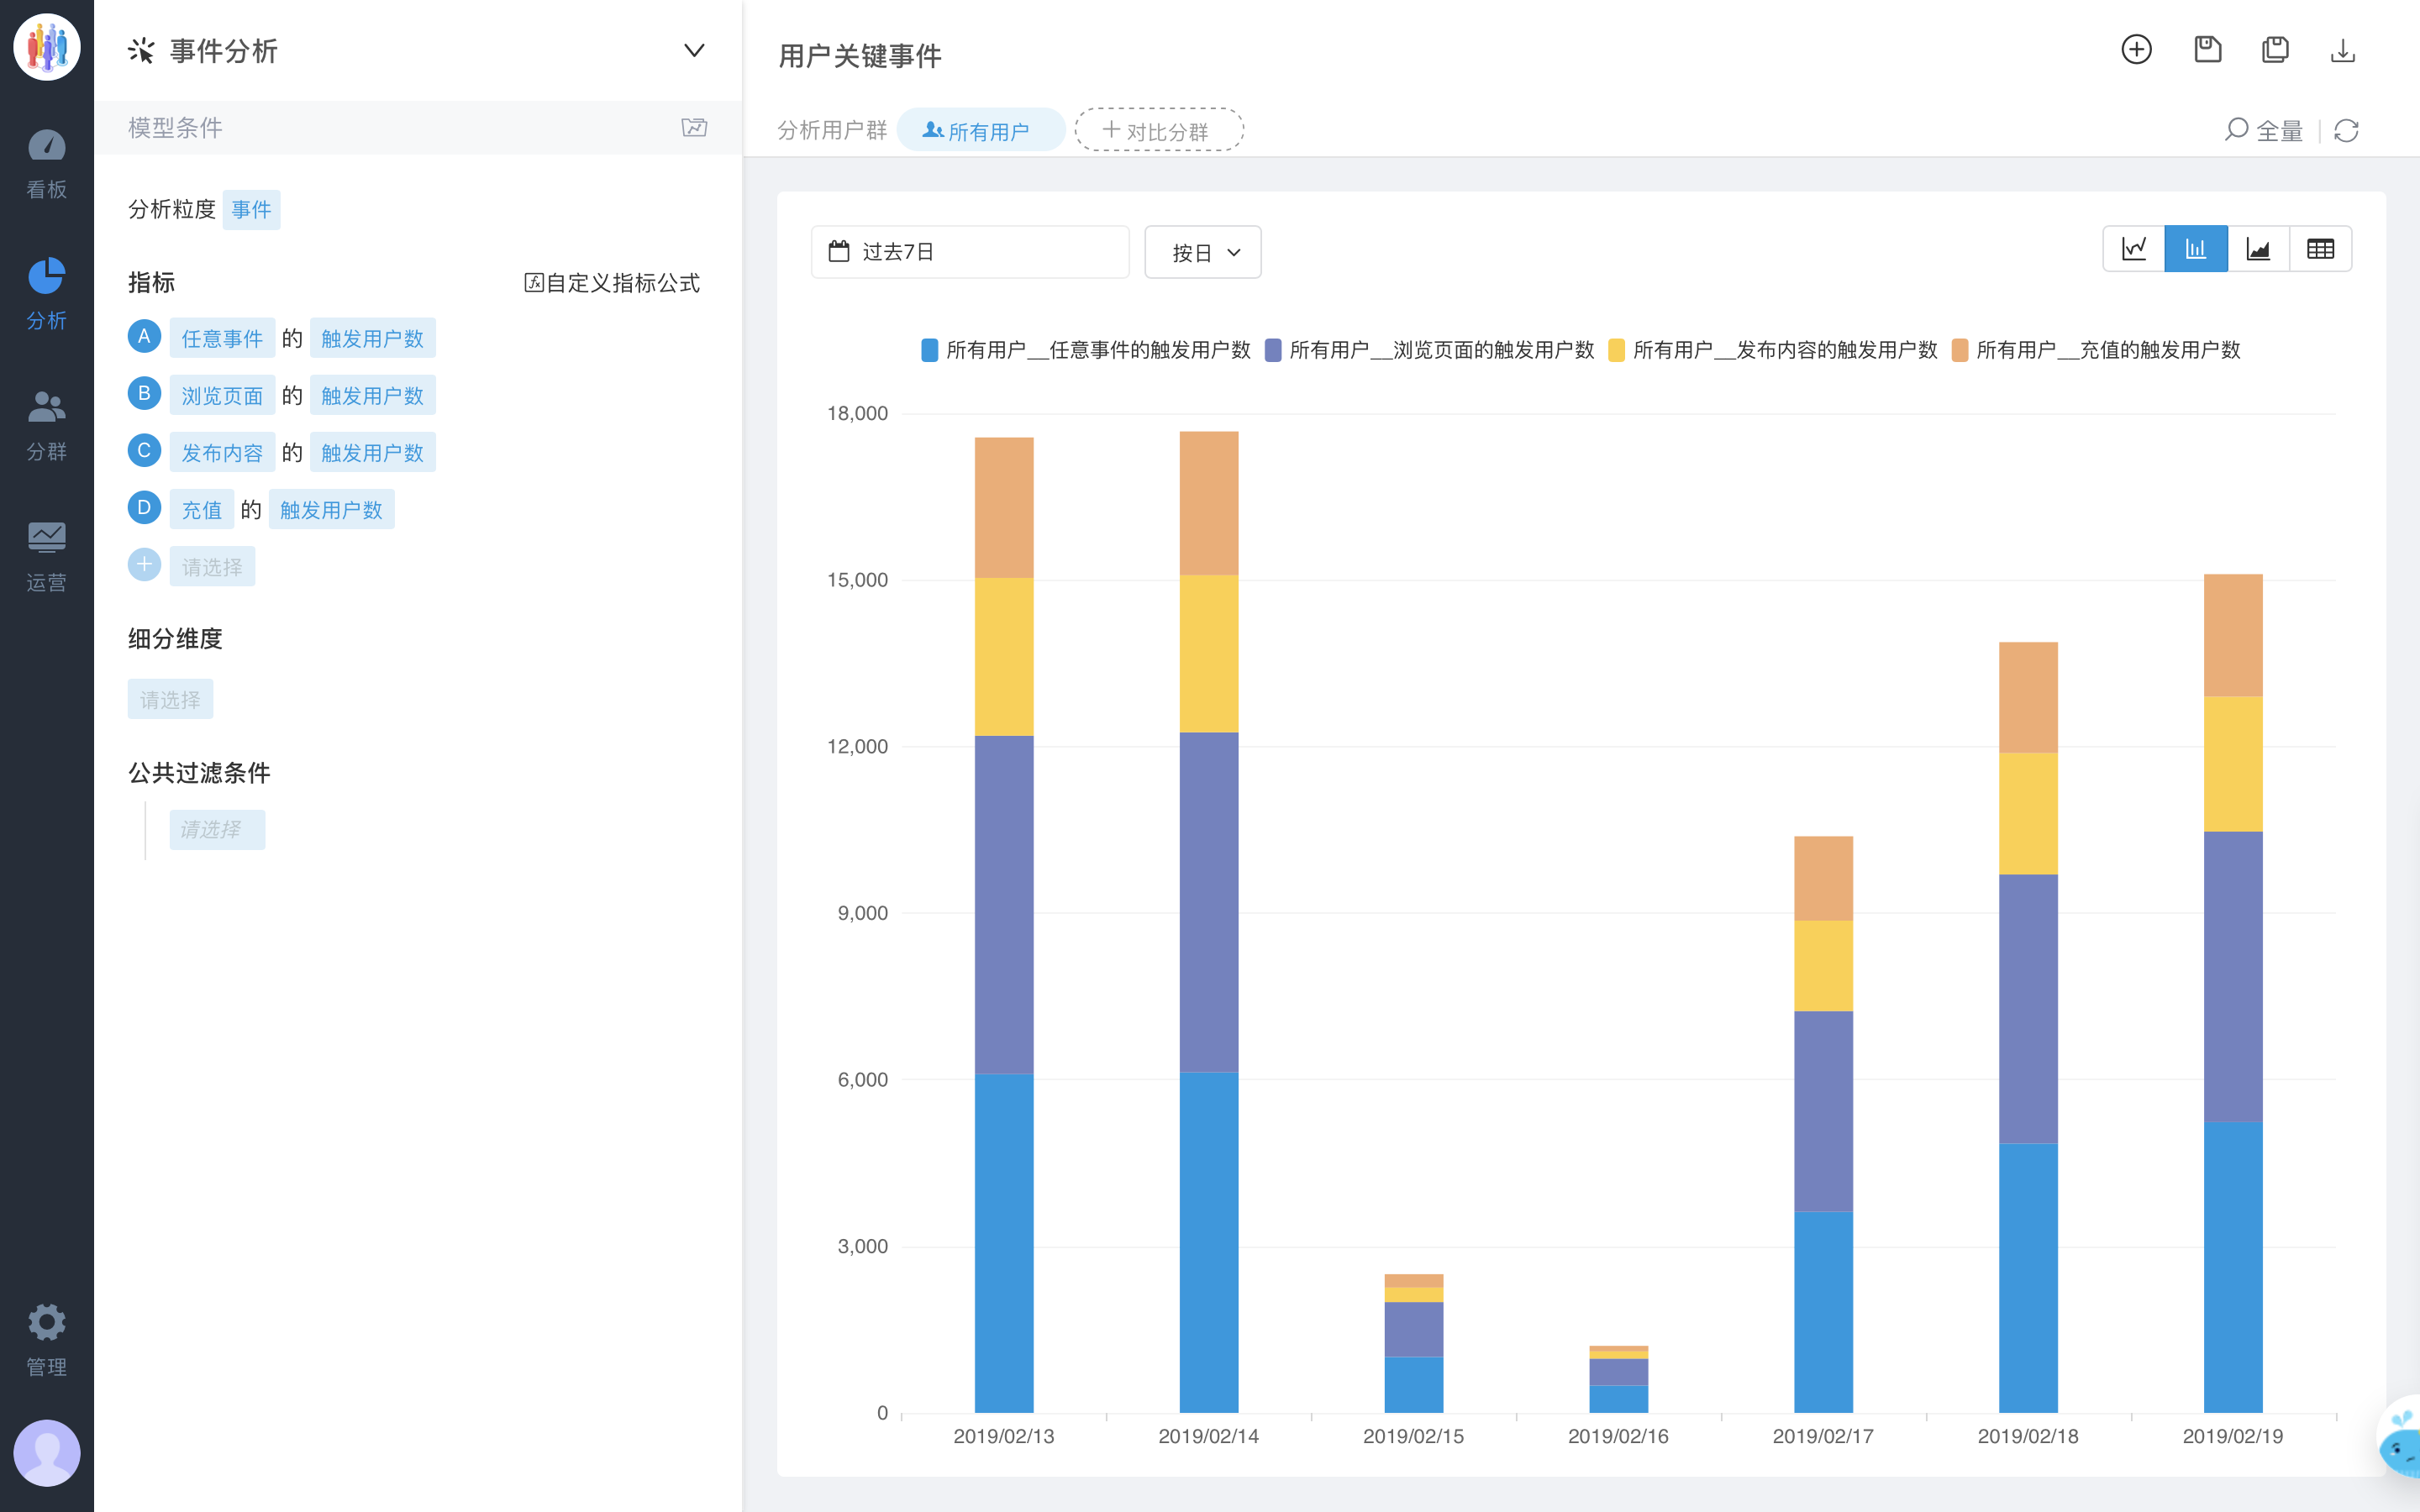 看板
分析
分群
运营
管理
事件分析
模型条件
分析粒度 事件
指标 自定义指标公式
A 任意事件 的 触发用户数
B 浏览页面 的 触发用户数
C 发布内容 的 触发用户数
D 充值 的 触发用户数
请选择
细分维度
请选择
公共过滤条件
请选择
用户关键事件
分析用户群 所有用户 对比分群 全量
过去7日 按日
所有用户__任意事件的触发用户数 所有用户__浏览页面的触发用户数 所有用户__发布内容的触发用户数 所有用户__充值的触发用户数
18,000
15,000
12,000
9,000
6,000
3,000
0
2019/02/13 2019/02/14 2019/02/15 2019/02/16 2019/02/17 2019/02/18 2019/02/19